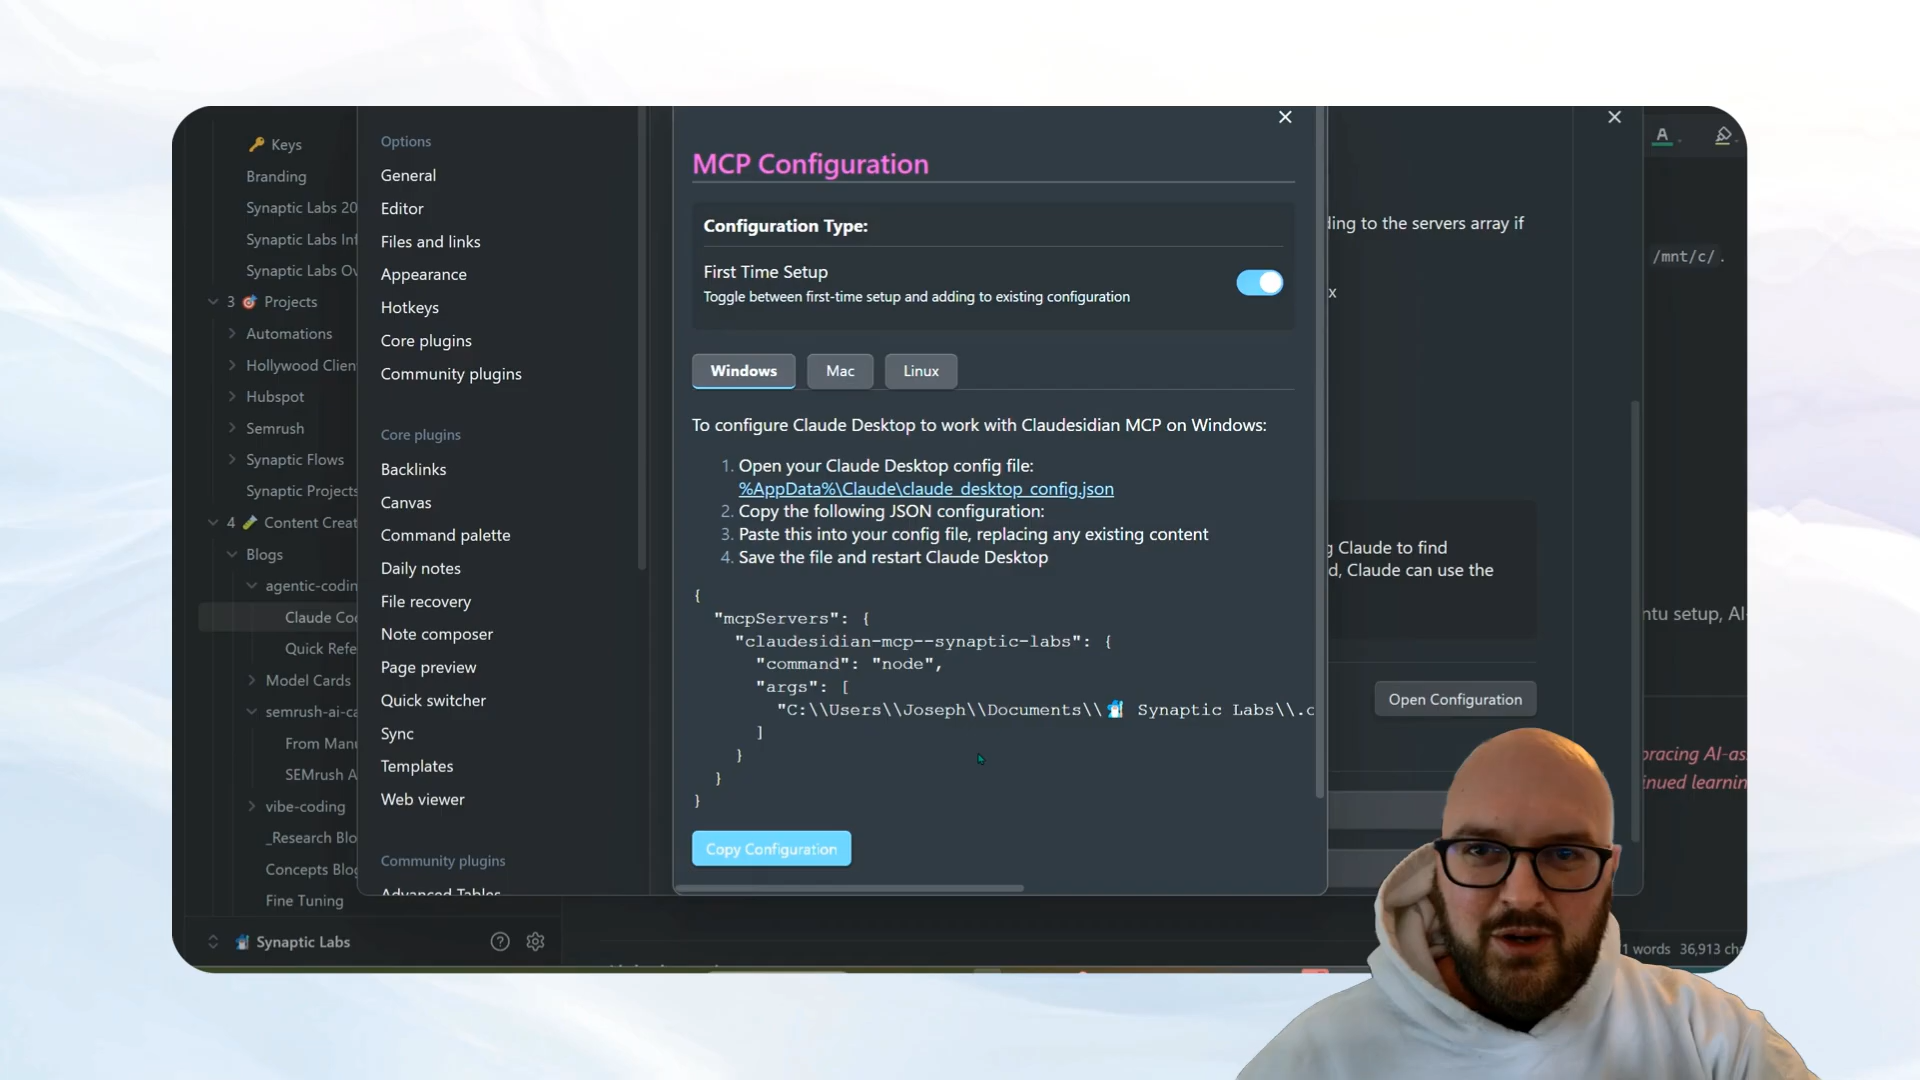 Keys
Branding
Synaptic Labs 20
Synaptic Labs Inf
Synaptic Labs Ov
3 🎯 Projects
Automations
Hollywood Clien
Hubspot
Semrush
Synaptic Flows
Synaptic Projects
4 🧪 Content Creat
Blogs
agentic-codin
Claude Coo
Quick Refe
Model Cards
semrush-ai-ca
From Manu
SEMrush A
vibe-coding
_Research Blo
Concepts Blog
Fine Tuning
Synaptic Labs
Options
General
Editor
Files and links
Appearance
Hotkeys
Core plugins
Community plugins
Core plugins
Backlinks
Canvas
Command palette
Daily notes
File recovery
Note composer
Page preview
Quick switcher
Sync
Templates
Web viewer
Community plugins
Advanced Tables
MCP Configuration
Configuration Type:
First Time Setup
Toggle between first-time setup and adding to existing configuration
Windows
Mac
Linux
To configure Claude Desktop to work with Claudesidian MCP on Windows:
1. Open your Claude Desktop config file:
%AppData%\Claude\claude_desktop_config.json
2. Copy the following JSON configuration:
3. Paste this into your config file, replacing any existing content
4. Save the file and restart Claude Desktop
{
"mcpServers": {
"claudesidian-mcp--synaptic-labs": {
"command": "node",
"args": [
"C:\\Users\\Joseph\\Documents\\ Synaptic Labs\\.c
]
}
}
}
Copy Configuration
ding to the servers array if
x
g Claude to find
d, Claude can use the
Open Configuration
A
/mnt/c/.
ntu setup, AI-
bracing AI-as
nued learnin
1 words 36,913 cha